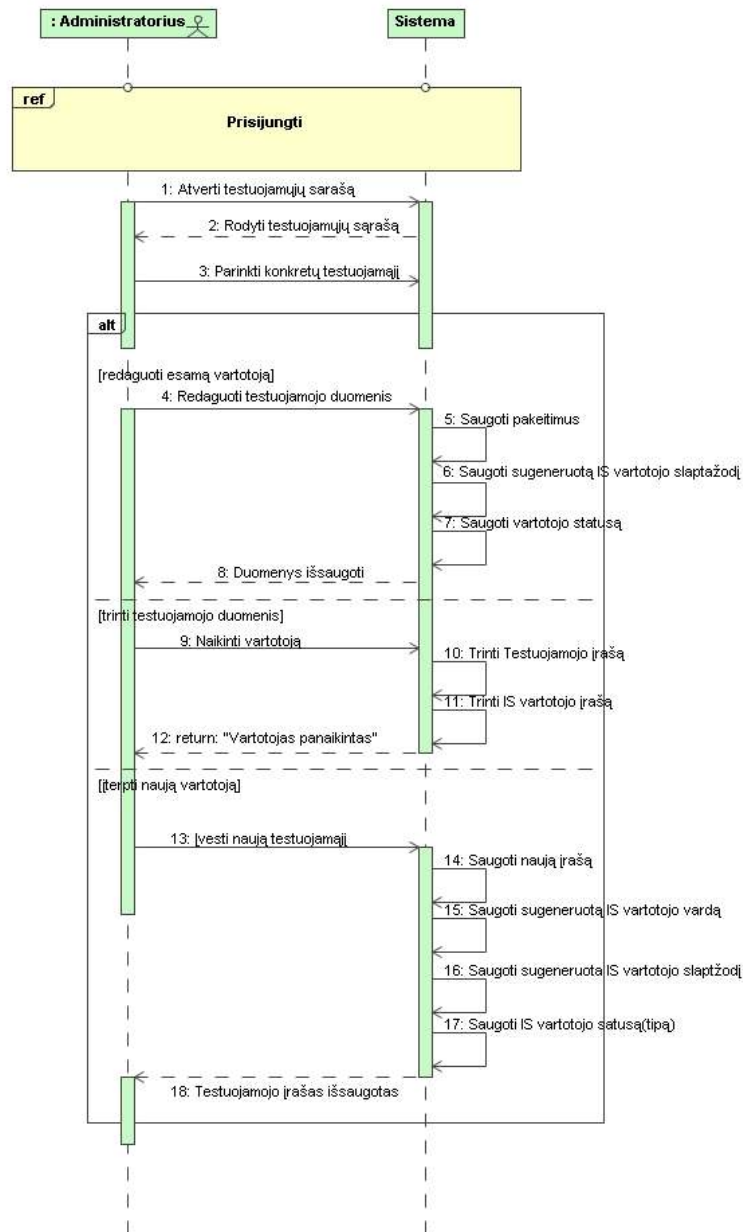 : Administratorius
Sistema
ref
Prisijungti
1: Atverti testuojamųjų sarašą
2: Rodyti testuojamųjų sąrašą
3: Parinkti konkretų testuojamąjį
alt
[redaguoti esamą vartotoją]
4: Redaguoti testuojamojo duomenis
5: Saugoti pakeitimus
6: Saugoti sugeneruotą IS vartotojo slaptažodį
7: Saugoti vartotojo statusą
8: Duomenys išsaugoti
[trinti testuojamojo duomenis]
9: Naikinti vartotoją
10: Trinti Testuojamojo įrašą
11: Trinti IS vartotojo įrašą
12: return: "Vartotojas panaikintas"
[įterpti naują vartotoją]
13: Įvesti naują testuojamąjį
14: Saugoti naują įrašą
15: Saugoti sugeneruotą IS vartotojo vardą
16: Saugoti sugeneruota IS vartotojo slaptžodį
17: Saugoti IS vartotojo satusą(tipą)
18: Testuojamojo įrašas išsaugotas